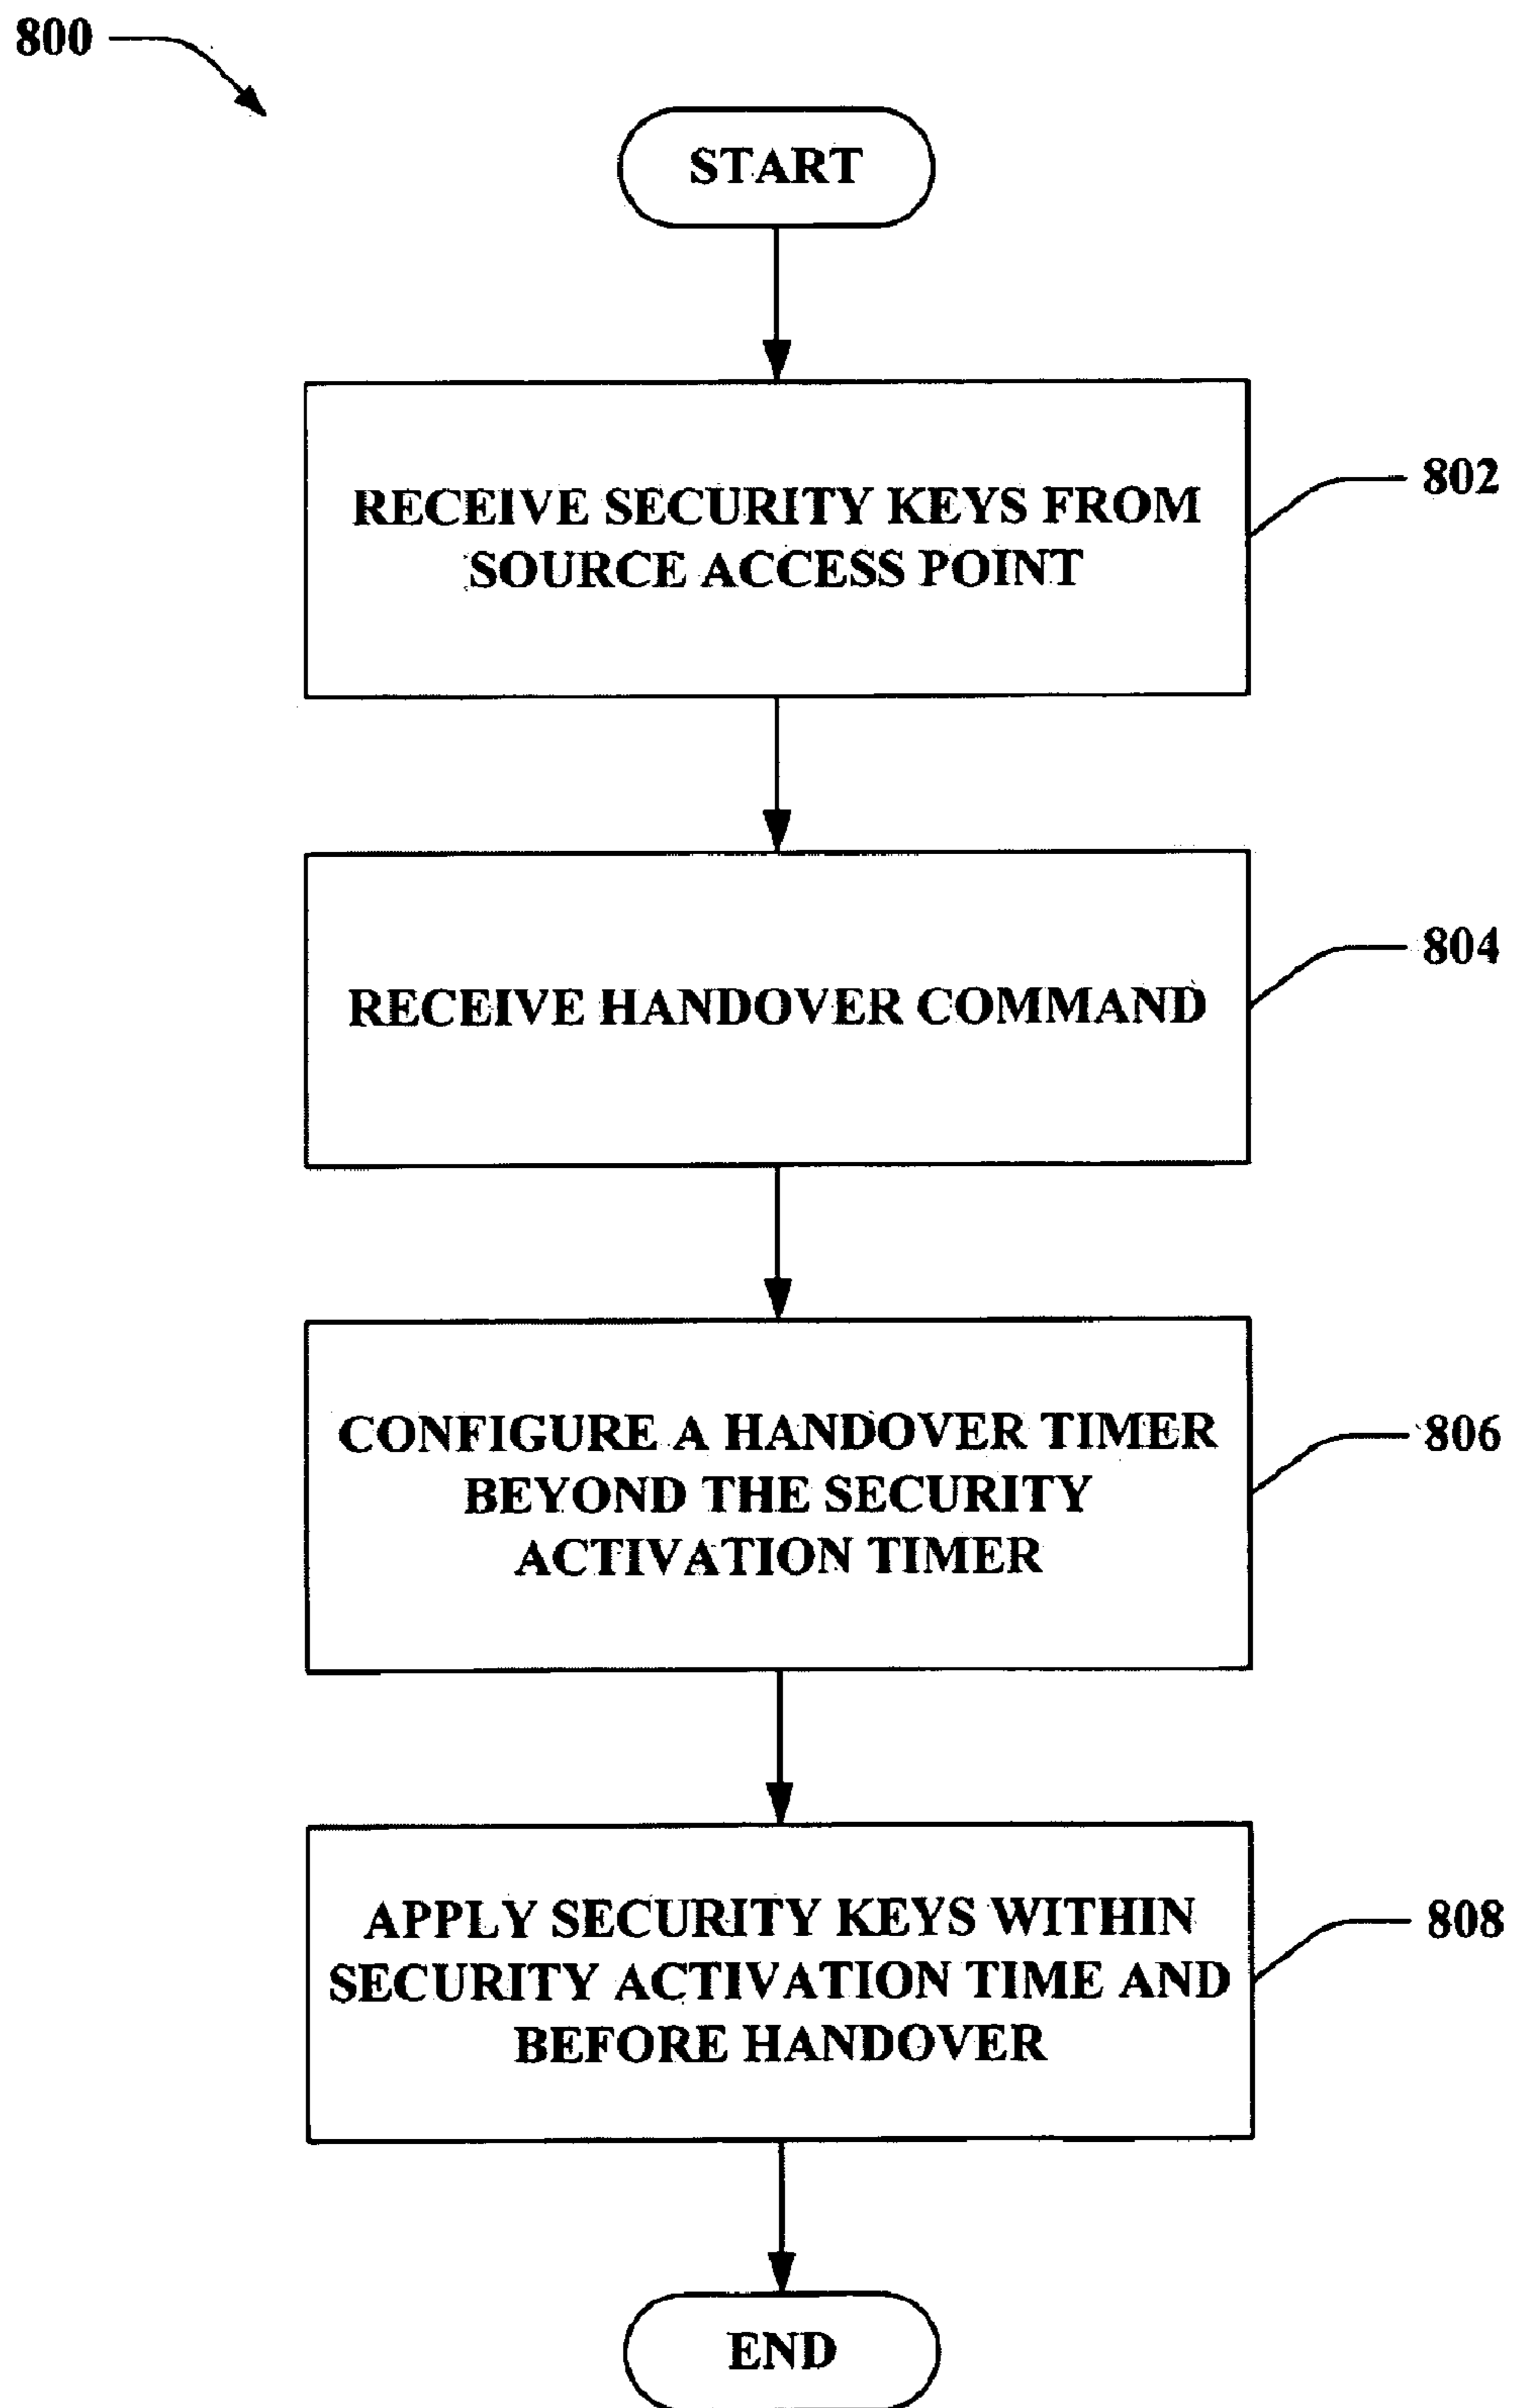 800
START
RECEIVE SECURITY KEYS FROM
SOURCE ACCESS POINT
802
RECEIVE HANDOVER COMMAND
804
CONFIGURE A HANDOVER TIMER
BEYOND THE SECURITY
ACTIVATION TIMER
806
APPLY SECURITY KEYS WITHIN
SECURITY ACTIVATION TIME AND
BEFORE HANDOVER
808
END